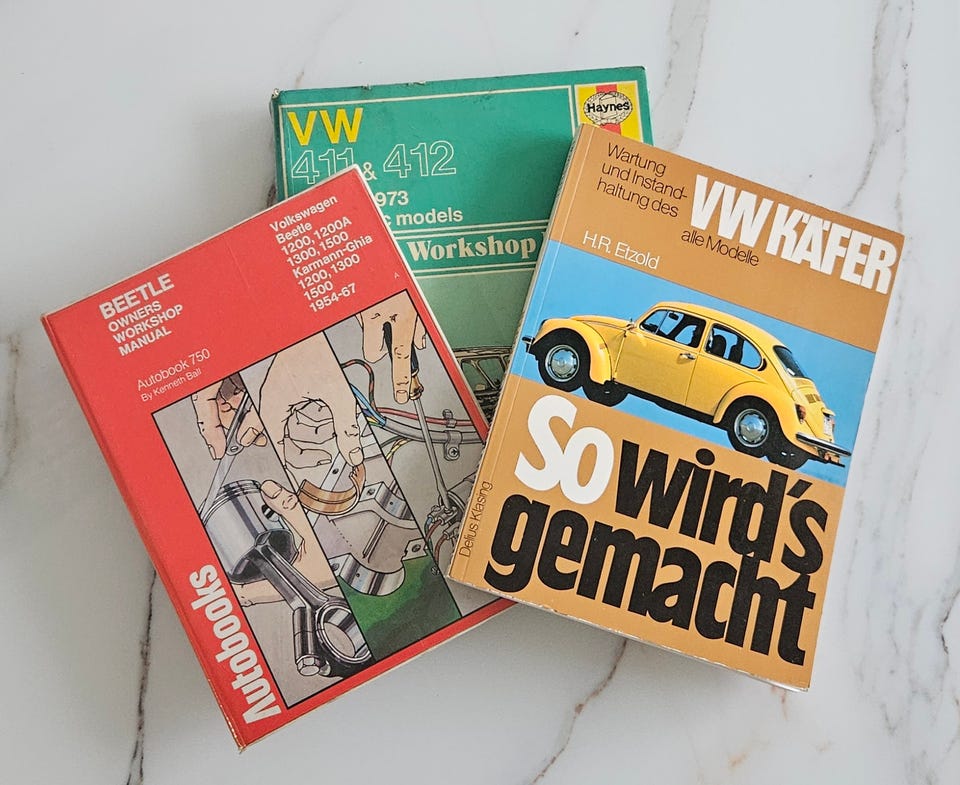 VW
411 & 412
973
c models
Workshop
Haynes
BEETLE
OWNERS
WORKSHOP
MANUAL
Volkswagen
Beetle
1200, 1200A
1300, 1500
Karmann-Ghia
1200, 1300
1500
1954-67
Autobook 750
By Kenneth Ball
A
Autobooks
Wartung
und Instand-
haltung des
VW KÄFER
alle Modelle
H.R. Etzold
So wird's
gemacht
Delius Klasing